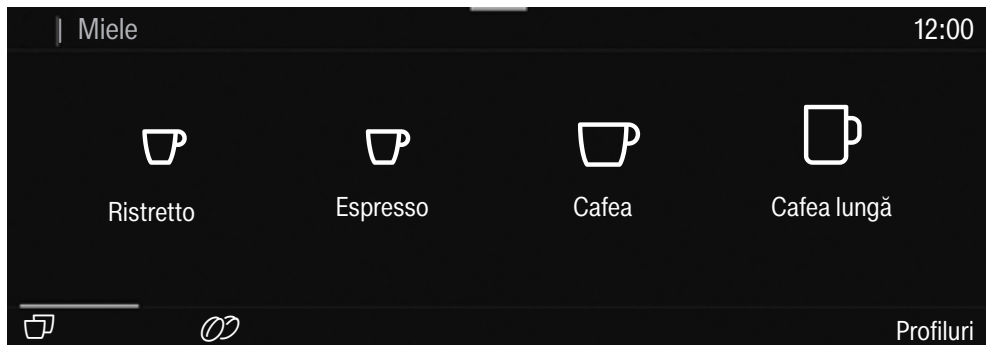 | Miele
12:00
Ristretto
Espresso
Cafea
Cafea lungă
Profiluri